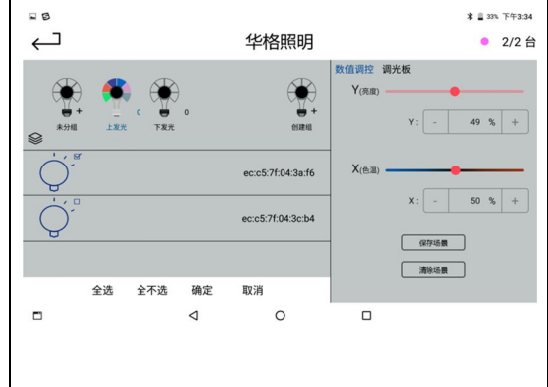 33% 下午3:34
华格照明
2/2 台
未分组
上发光
0
下发光
0
创建组
ec:c5:7f:04:3a:f6
ec:c5:7f:04:3c:b4
全选 全不选 确定 取消
数值调控 调光板
Y(亮度)
Y: - 49 % +
X(色温)
X: - 50 % +
保存场景
清除场景